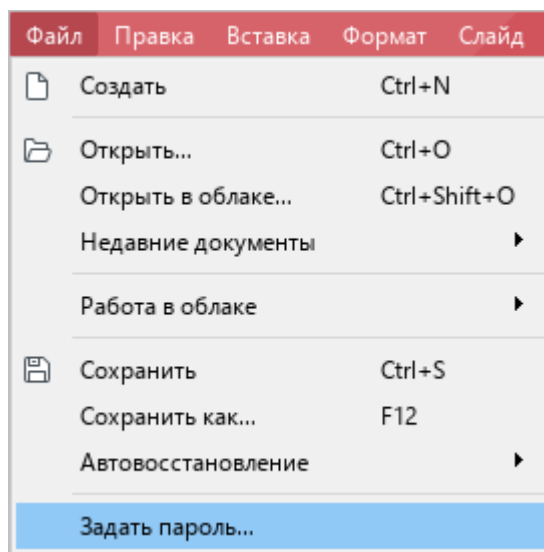 Файл Правка Вставка Формат Слайд
Создать Ctrl+N
Открыть... Ctrl+O
Открыть в облаке... Ctrl+Shift+O
Недавние документы
Работа в облаке
Сохранить Ctrl+S
Сохранить как... F12
Автовосстановление
Задать пароль...